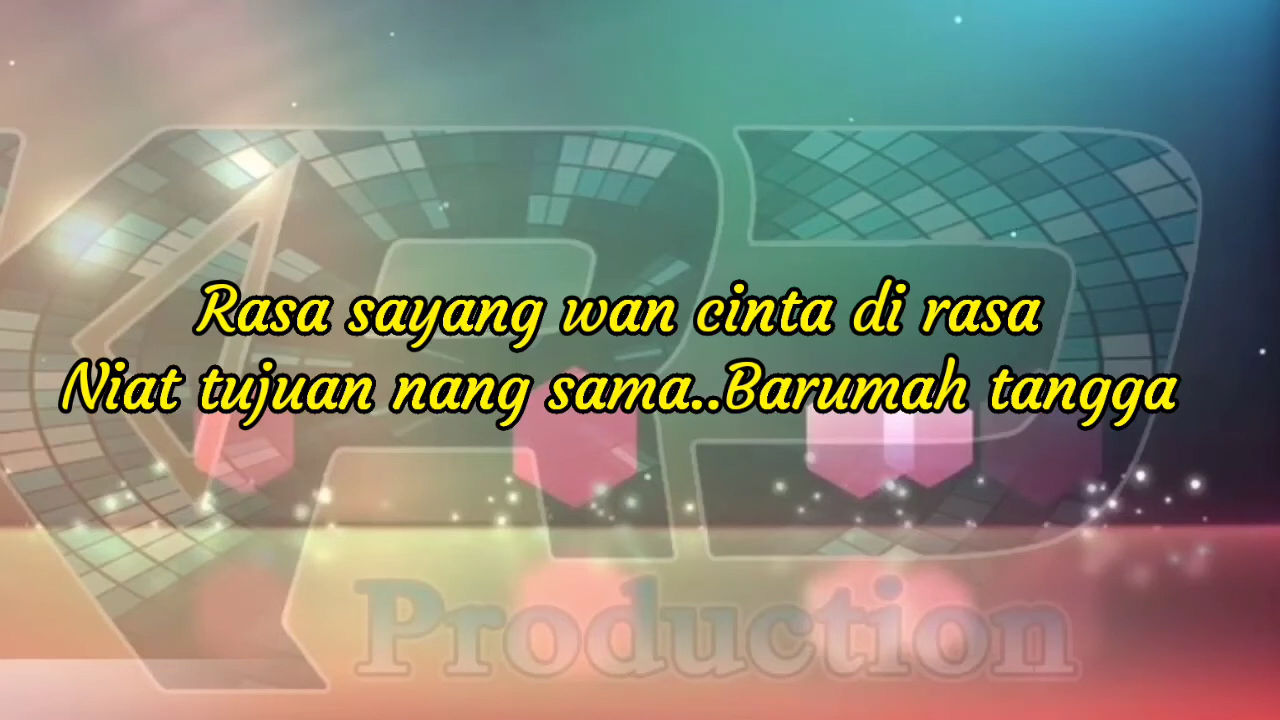 Rasa sayang wan cinta di rasa
Niat tujuan nang sama..Barumah tangga
Production